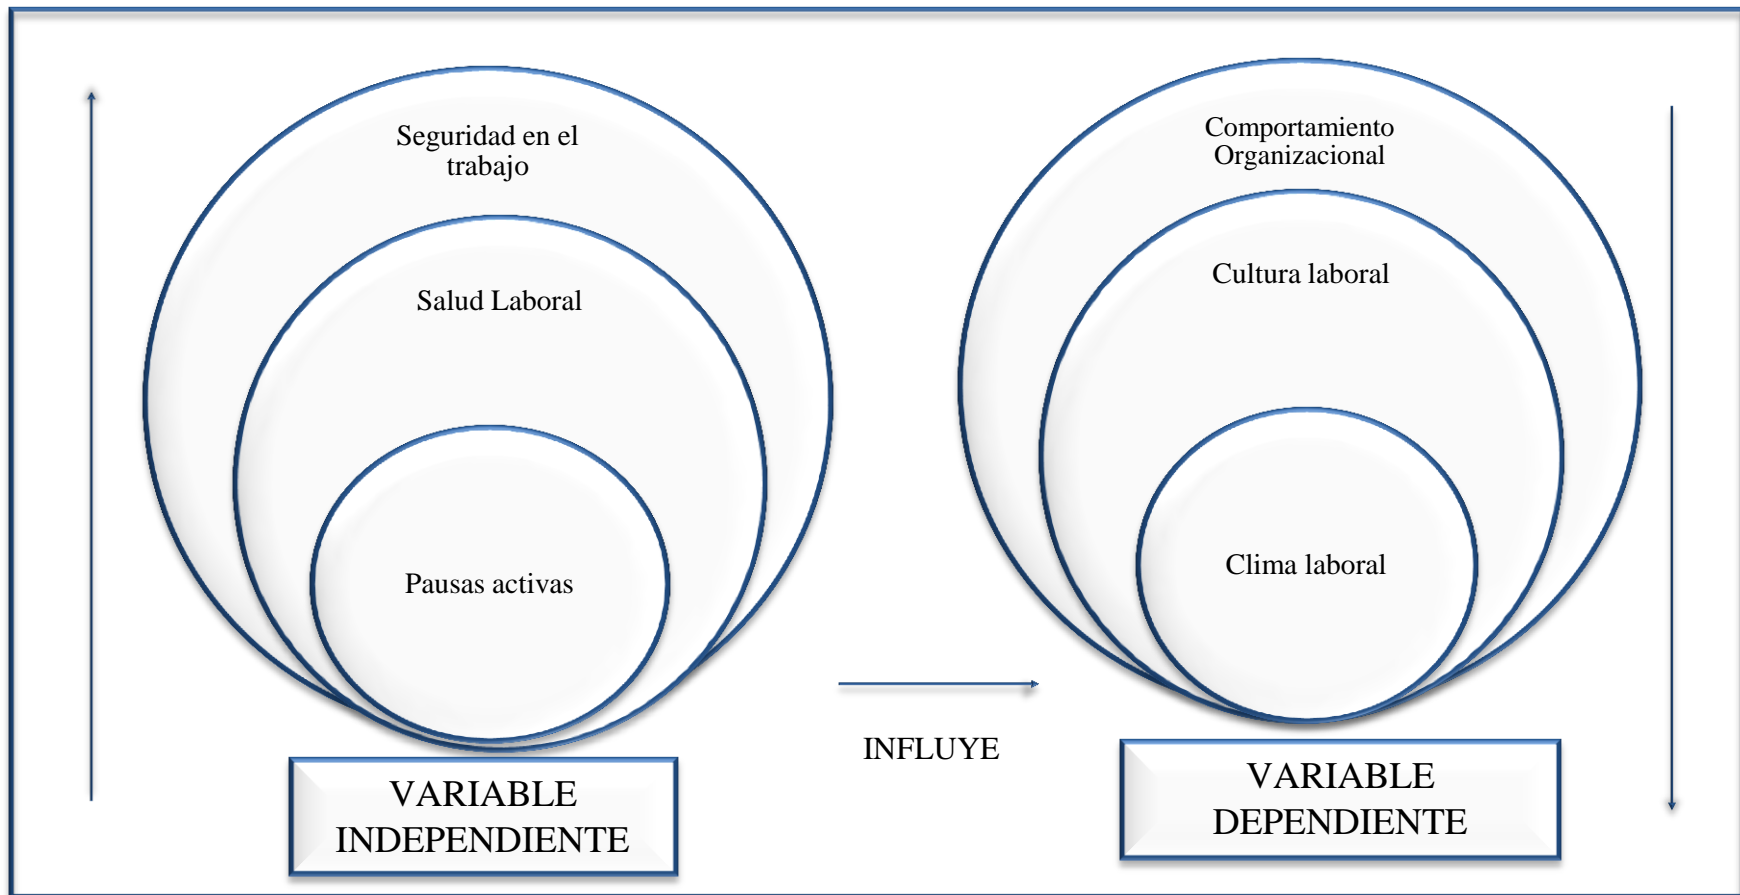 Seguridad en el
trabajo
Salud Laboral
Pausas activas
VARIABLE
INDEPENDIENTE
INFLUYE
Comportamiento
Organizacional
Cultura laboral
Clima laboral
VARIABLE
DEPENDIENTE